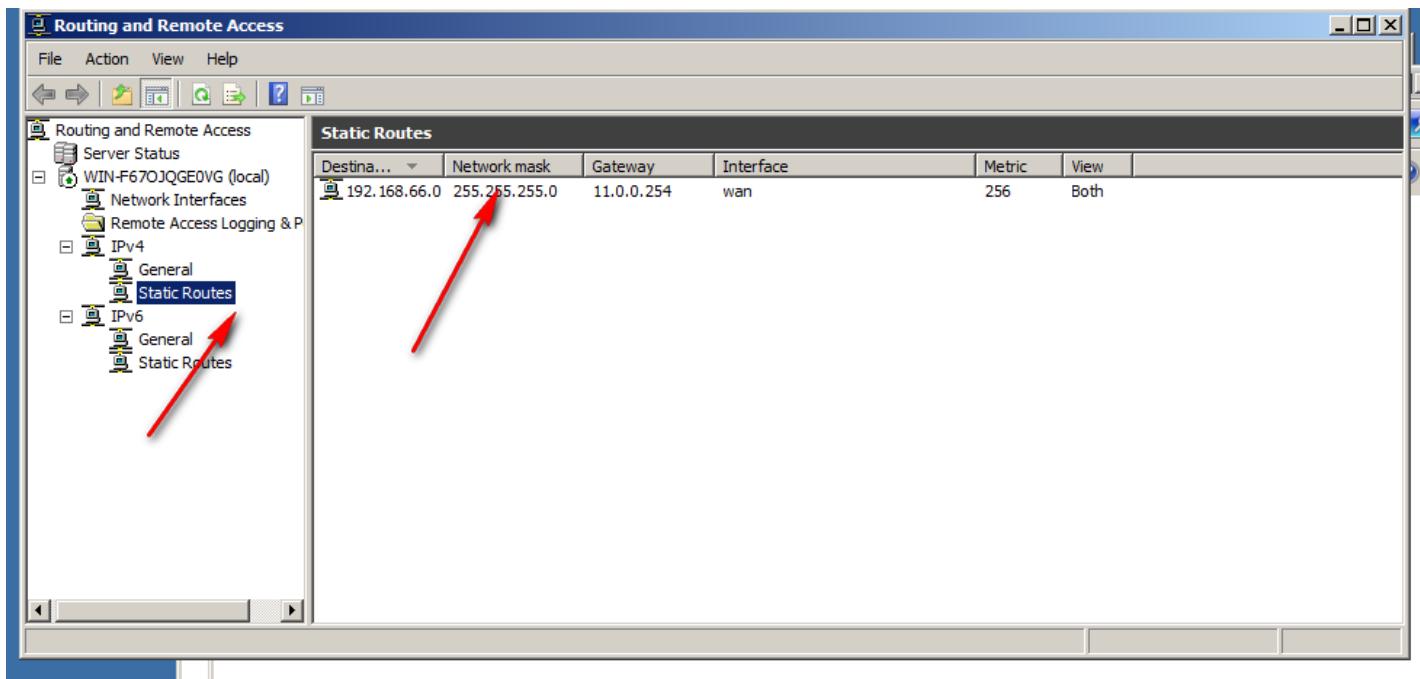 Routing and Remote Access
File Action View Help
Routing and Remote Access
Server Status
WIN-F67OJQGE0VG (local)
Network Interfaces
Remote Access Logging & P
IPv4
General
Static Routes
IPv6
General
Static Routes
Static Routes
Destina... Network mask Gateway Interface Metric View
192.168.66.0 255.255.255.0 11.0.0.254 wan 256 Both